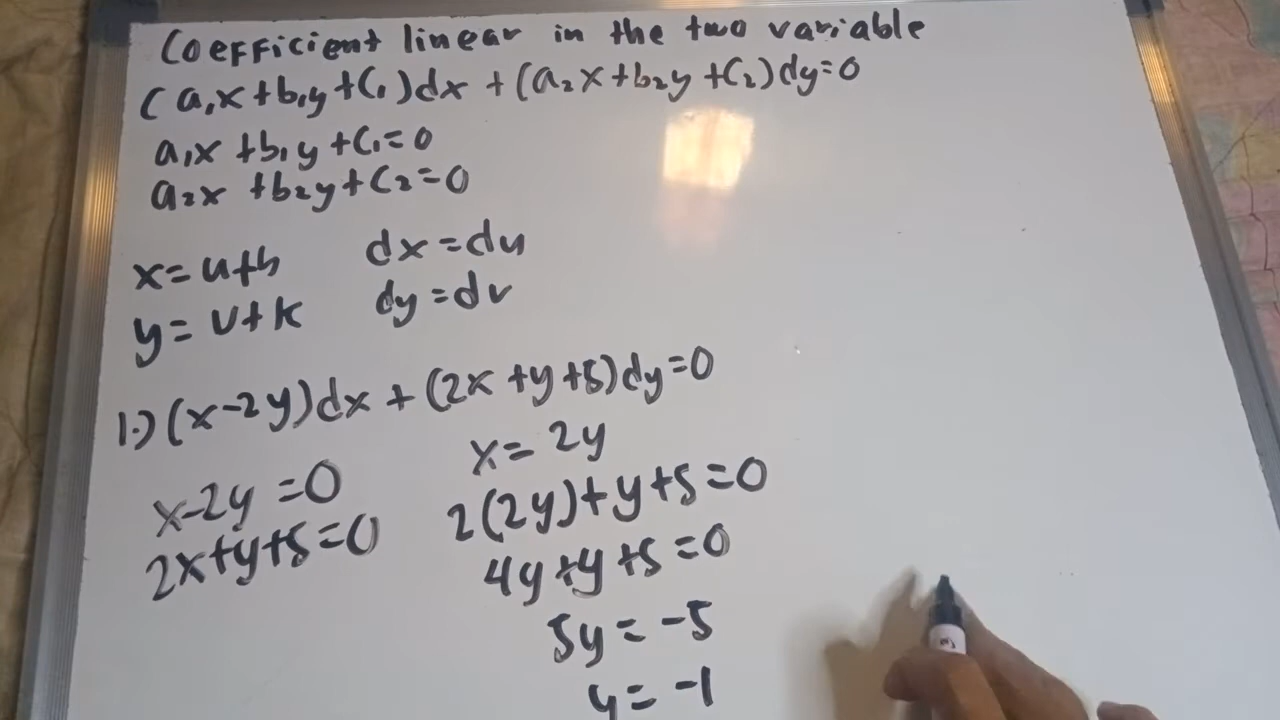 Coefficient linear in the two variable
(a₁x+b₁y+C₁)dx+(a₂x+b₂y+C₂)dy=0
a₁x+b₁y+C₁=0
a₂x+b₂y+C₂=0
x=u+h dx=du
y=v+k dy=dv
1.)(x-2y)dx+(2x+y+5)dy=0
x-2y=0
2x+y+5=0
x=2y
2(2y)+y+5=0
4y+y+5=0
5y=-5
y=-1